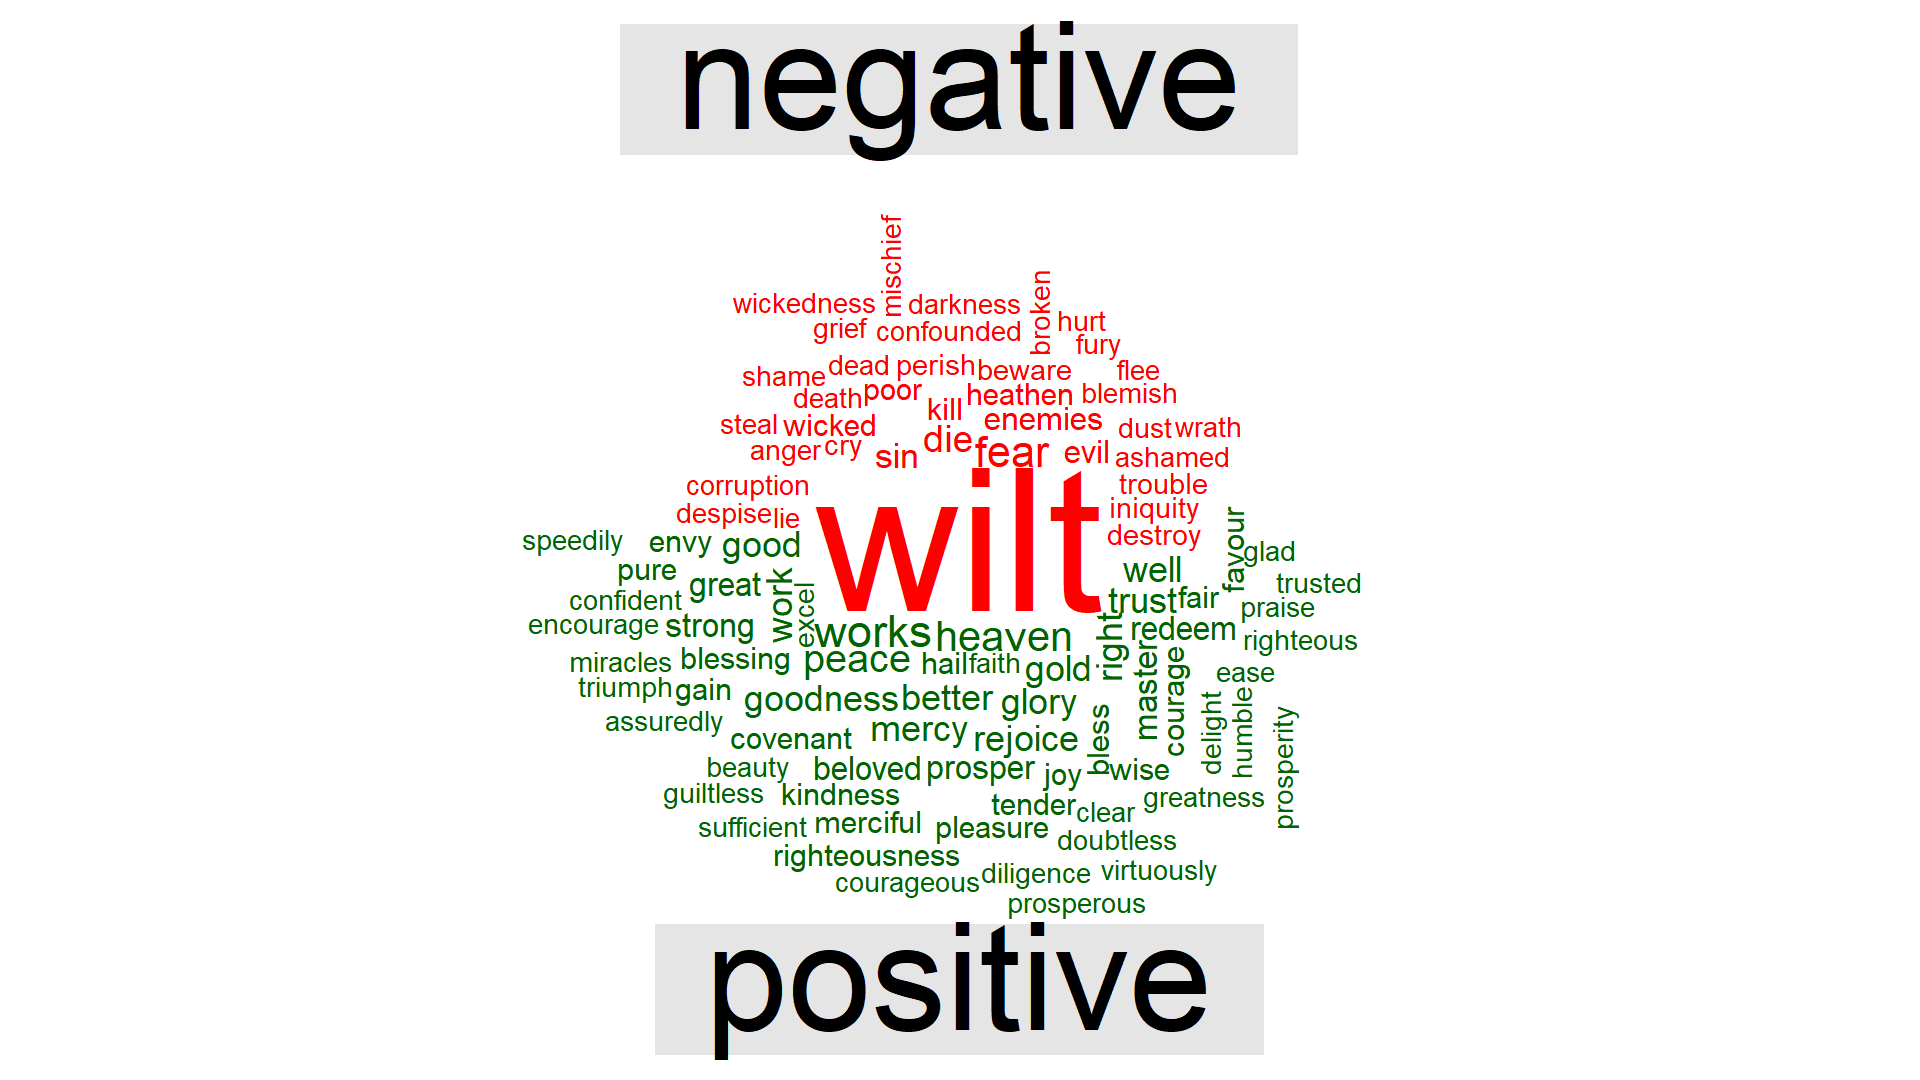 negative
mischief
wickedness darkness broken
grief confounded hurt
fury
shame dead perish beware flee
death poor kill heathen blemish
steal wicked enemies dust wrath
anger cry sin die fear evil ashamed
corruption trouble
despise lie wilt iniquity
destroy
speedily envy good favour glad
pure great work excel well trusted
confident trust fair praise
encourage strong works heaven right redeem righteous
miracles blessing peace hail faith gold master courage ease
triumph gain goodness better glory
assuredly covenant mercy rejoice bless delight humble prosperity
beauty beloved prosper joy wise
guiltless kindness tender clear greatness
sufficient merciful pleasure doubtless
righteousness
courageous diligence virtuously
prosperous
positive